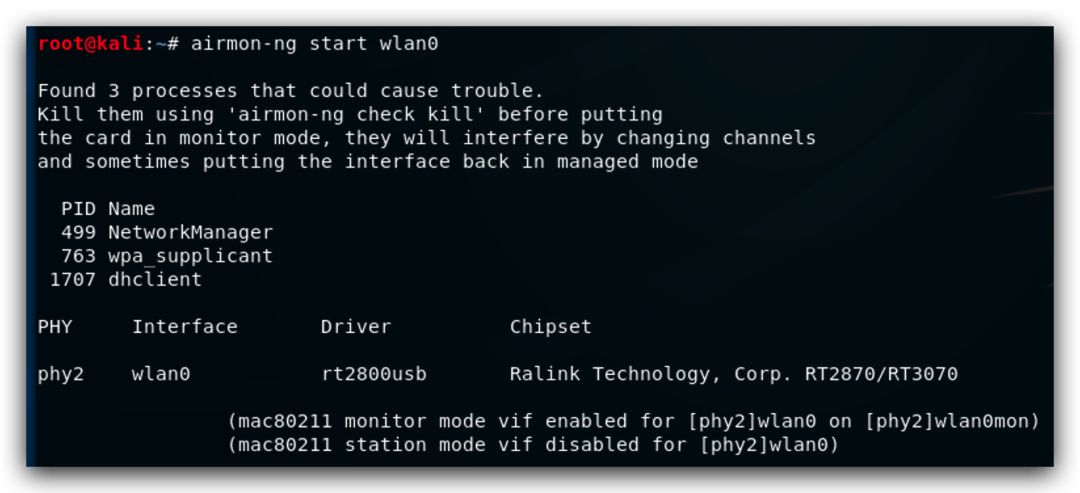 root@kali:~# airmon-ng start wlan0
Found 3 processes that could cause trouble.
Kill them using 'airmon-ng check kill' before putting
the card in monitor mode, they will interfere by changing channels
and sometimes putting the interface back in managed mode
PID Name
499 NetworkManager
763 wpa_supplicant
1707 dhclient
PHY Interface Driver Chipset
phy2 wlan0 rt2800usb Ralink Technology, Corp. RT2870/RT3070
(mac80211 monitor mode vif enabled for [phy2]wlan0 on [phy2]wlan0mon)
(mac80211 station mode vif disabled for [phy2]wlan0)